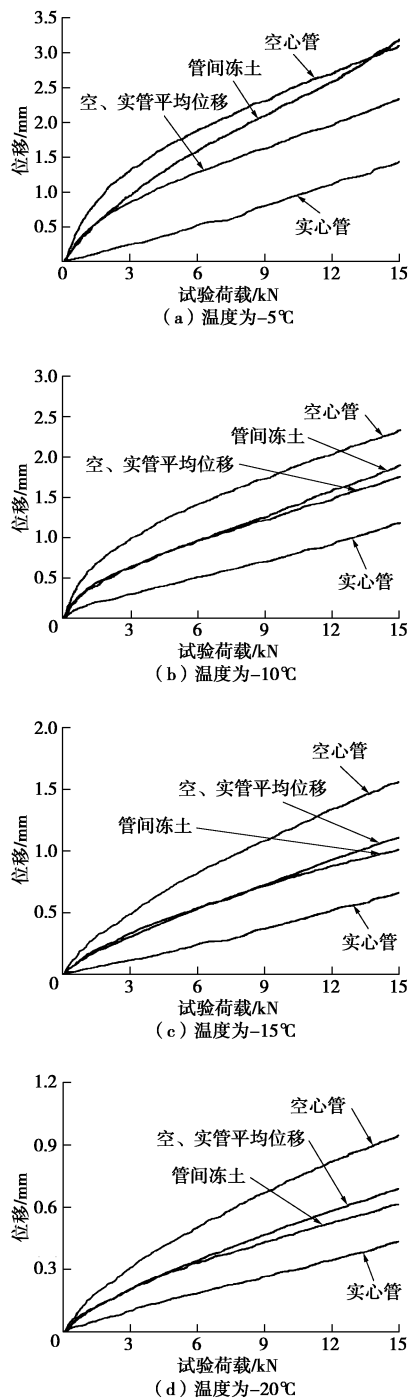 3.5
空心管
3.0
管间冻土
2.5
空、实管平均位移
2.0
位移/mm
1.5
1.0
实心管
0.5
0 3 6 9 12 15
试验荷载/kN
（a）温度为–5℃
3.0
空心管
2.5
管间冻土
2.0
空、实管平均位移
位移/mm
1.5
1.0
实心管
0.5
0 3 6 9 12 15
试验荷载/kN
（b）温度为–10℃
2.0
空心管
1.5
空、实管平均位移
管间冻土
位移/mm
1.0
0.5
实心管
0 3 6 9 12 15
试验荷载/kN
（c）温度为–15℃
1.2
空心管
0.9
空、实管平均位移
管间冻土
位移/mm
0.6
0.3
实心管
0 3 6 9 12 15
试验荷载/kN
（d）温度为–20℃